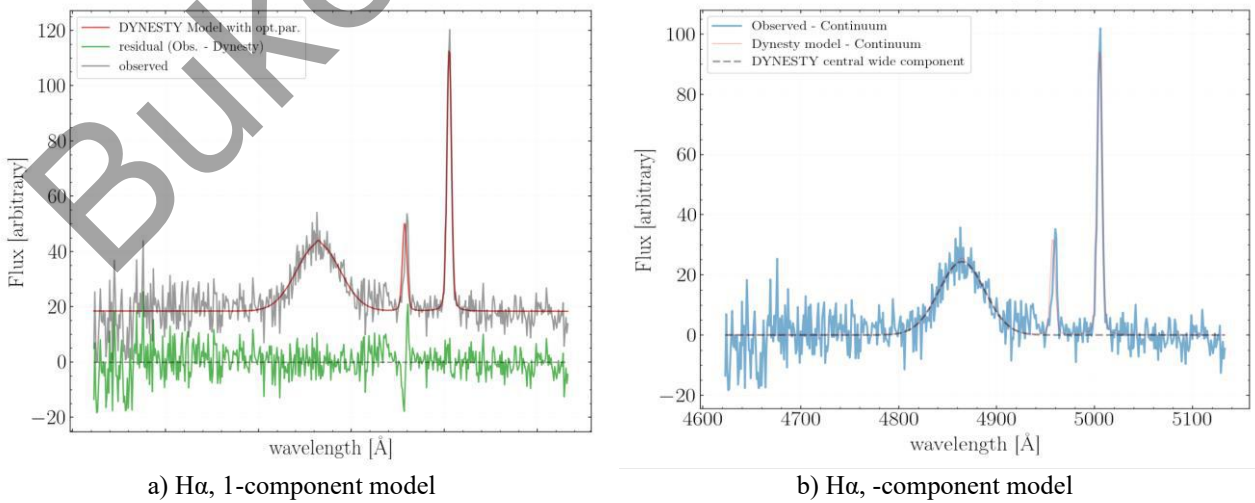 DYNESTY Model with opt.par.
residual (Obs. - Dynesty)
observed
120
100
80
60
40
20
0
−20
Flux [arbitrary]
wavelength [Å]
Observed - Continuum
Dynesty model - Continuum
DYNESTY central wide component
100
80
60
40
20
0
−20
4600 4700 4800 4900 5000 5100
Flux [arbitrary]
wavelength [Å]
a) Hα, 1-component model
b) Hα, -component model
Buk